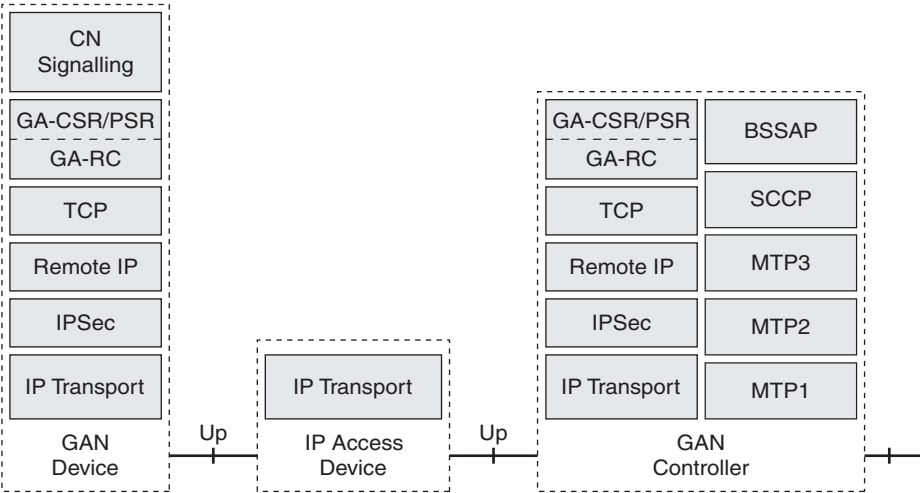 CN
Signalling
GA-CSR/PSR
GA-RC
TCP
Remote IP
IPSec
IP Transport
GAN
Device
Up
IP Transport
IP Access
Device
Up
GA-CSR/PSR
GA-RC
TCP
Remote IP
IPSec
IP Transport
BSSAP
SCCP
MTP3
MTP2
MTP1
GAN
Controller